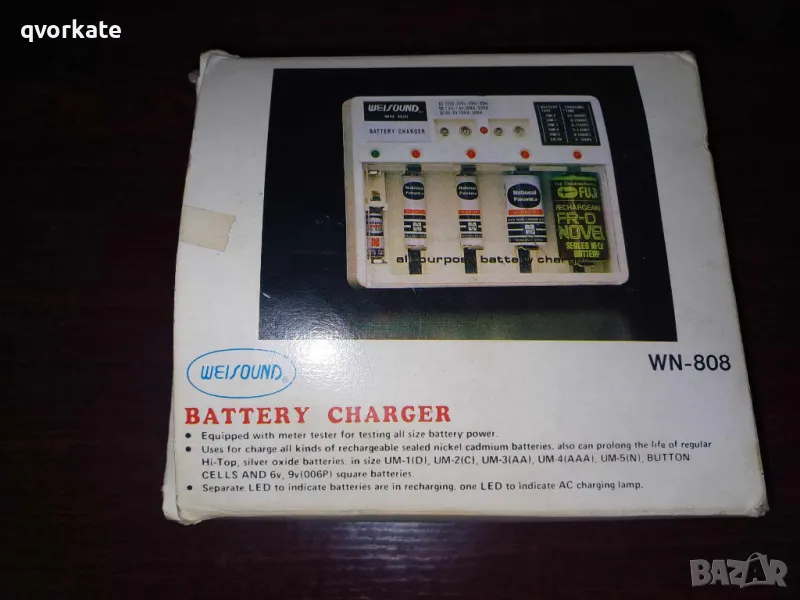 qvorkate
WEISOUND
BATTERY CHARGER
National
National
National
FUJI
RECHARGEABLE
FR-D
NOVEL
SEALED NI-Cd
BATTERY
all purpose battery charger
WEISOUND
WN-808
BATTERY CHARGER
• Equipped with meter tester for testing all size battery power.
• Uses for charge all kinds of rechargeable sealed nickel cadmium batteries, also can prolong the life of regular
Hi-Top, silver oxide batteries, in size UM-1(D), UM-2(C), UM-3(AA), UM-4(AAA), UM-5(N), BUTTON
CELLS AND 6v, 9v(006P) square batteries.
• Separate LED to indicate batteries are in recharging, one LED to indicate AC charging lamp.
BAZAR